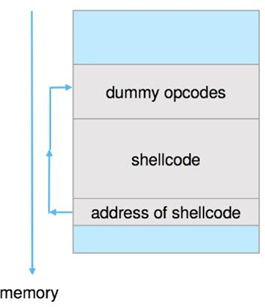 dummy opcodes
shellcode
address of shellcode
memory